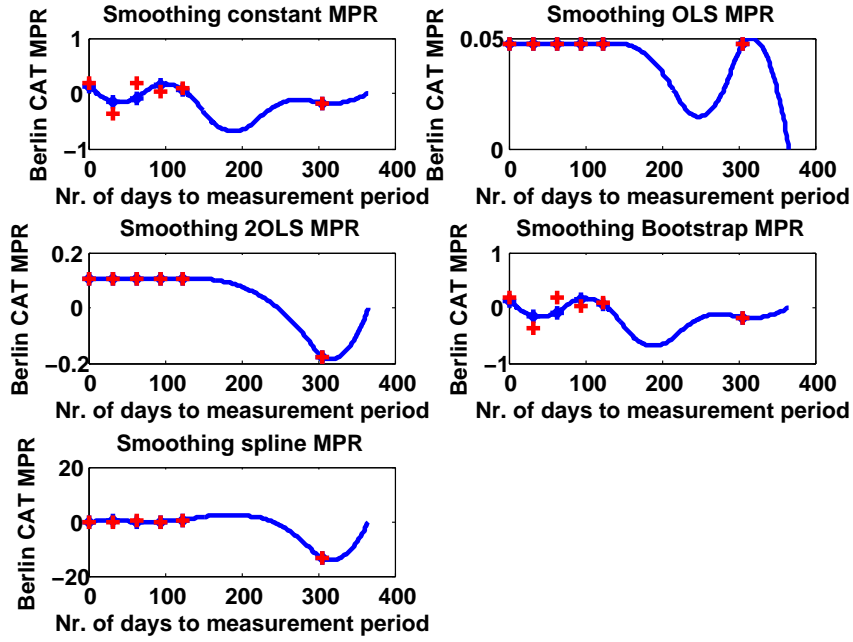 Smoothing constant MPR
Berlin CAT MPR
1
0
−1
0 100 200 300 400
Nr. of days to measurement period
Smoothing OLS MPR
Berlin CAT MPR
0.05
0
0 100 200 300 400
Nr. of days to measurement period
Smoothing 2OLS MPR
Berlin CAT MPR
0.2
0
−0.2
0 100 200 300 400
Nr. of days to measurement period
Smoothing Bootstrap MPR
Berlin CAT MPR
1
0
−1
0 100 200 300 400
Nr. of days to measurement period
Smoothing spline MPR
Berlin CAT MPR
20
0
−20
0 100 200 300 400
Nr. of days to measurement period